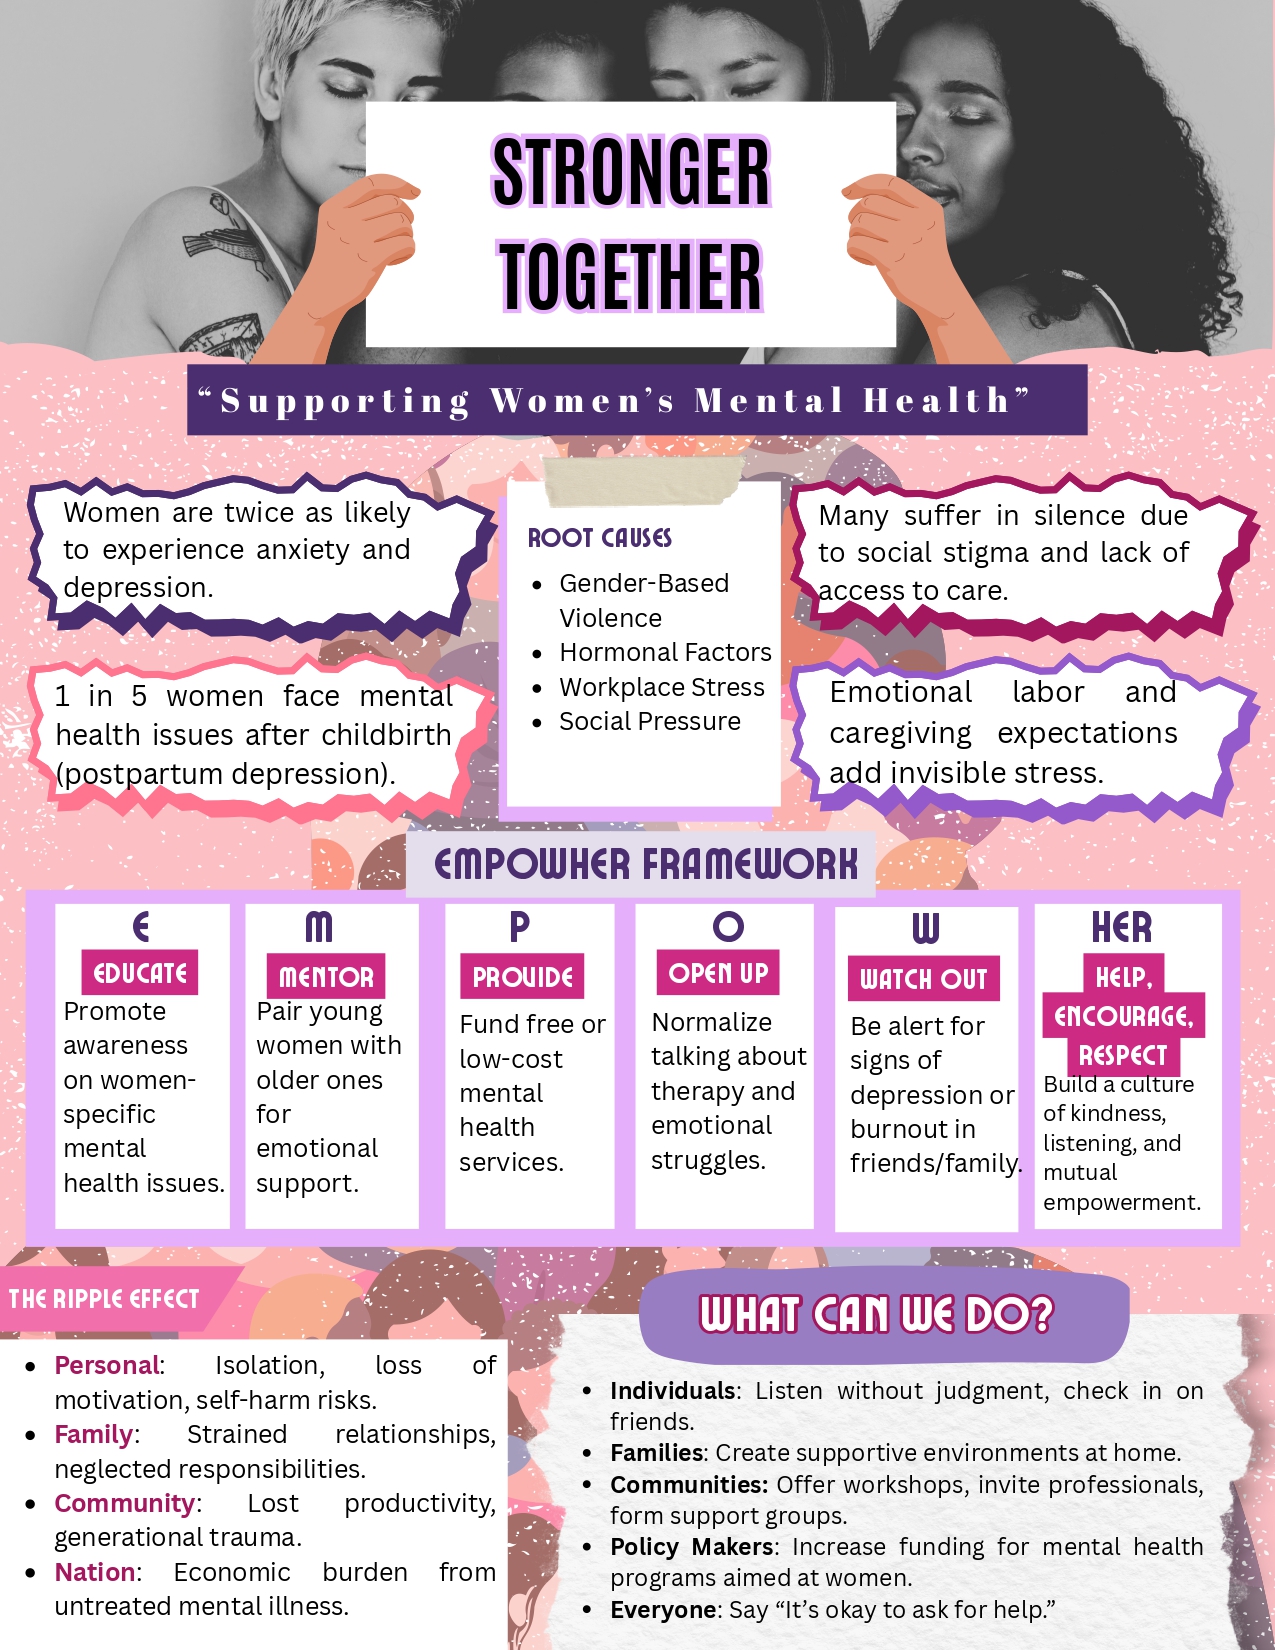 STRONGER
TOGETHER
“Supporting Women’s Mental Health”
Women are twice as likely
to experience anxiety and
depression.
1 in 5 women face mental
health issues after childbirth
(postpartum depression).
ROOT CAUSES
• Gender-Based
Violence
• Hormonal Factors
• Workplace Stress
• Social Pressure
Many suffer in silence due
to social stigma and lack of
access to care.
Emotional labor and
caregiving expectations
add invisible stress.
EMPOWHER FRAMEWORK
E
EDUCATE
Promote
awareness
on women-
specific
mental
health issues.
M
MENTOR
Pair young
women with
older ones
for
emotional
support.
P
PROVIDE
Fund free or
low-cost
mental
health
services.
O
OPEN UP
Normalize
talking about
therapy and
emotional
struggles.
W
WATCH OUT
Be alert for
signs of
depression or
burnout in
friends/family.
HER
HELP,
ENCOURAGE,
RESPECT
Build a culture
of kindness,
listening, and
mutual
empowerment.
THE RIPPLE EFFECT
• Personal: Isolation, loss of
motivation, self-harm risks.
• Family: Strained relationships,
neglected responsibilities.
• Community: Lost productivity,
generational trauma.
• Nation: Economic burden from
untreated mental illness.
WHAT CAN WE DO?
• Individuals: Listen without judgment, check in on
friends.
• Families: Create supportive environments at home.
• Communities: Offer workshops, invite professionals,
form support groups.
• Policy Makers: Increase funding for mental health
programs aimed at women.
• Everyone: Say “It’s okay to ask for help.”